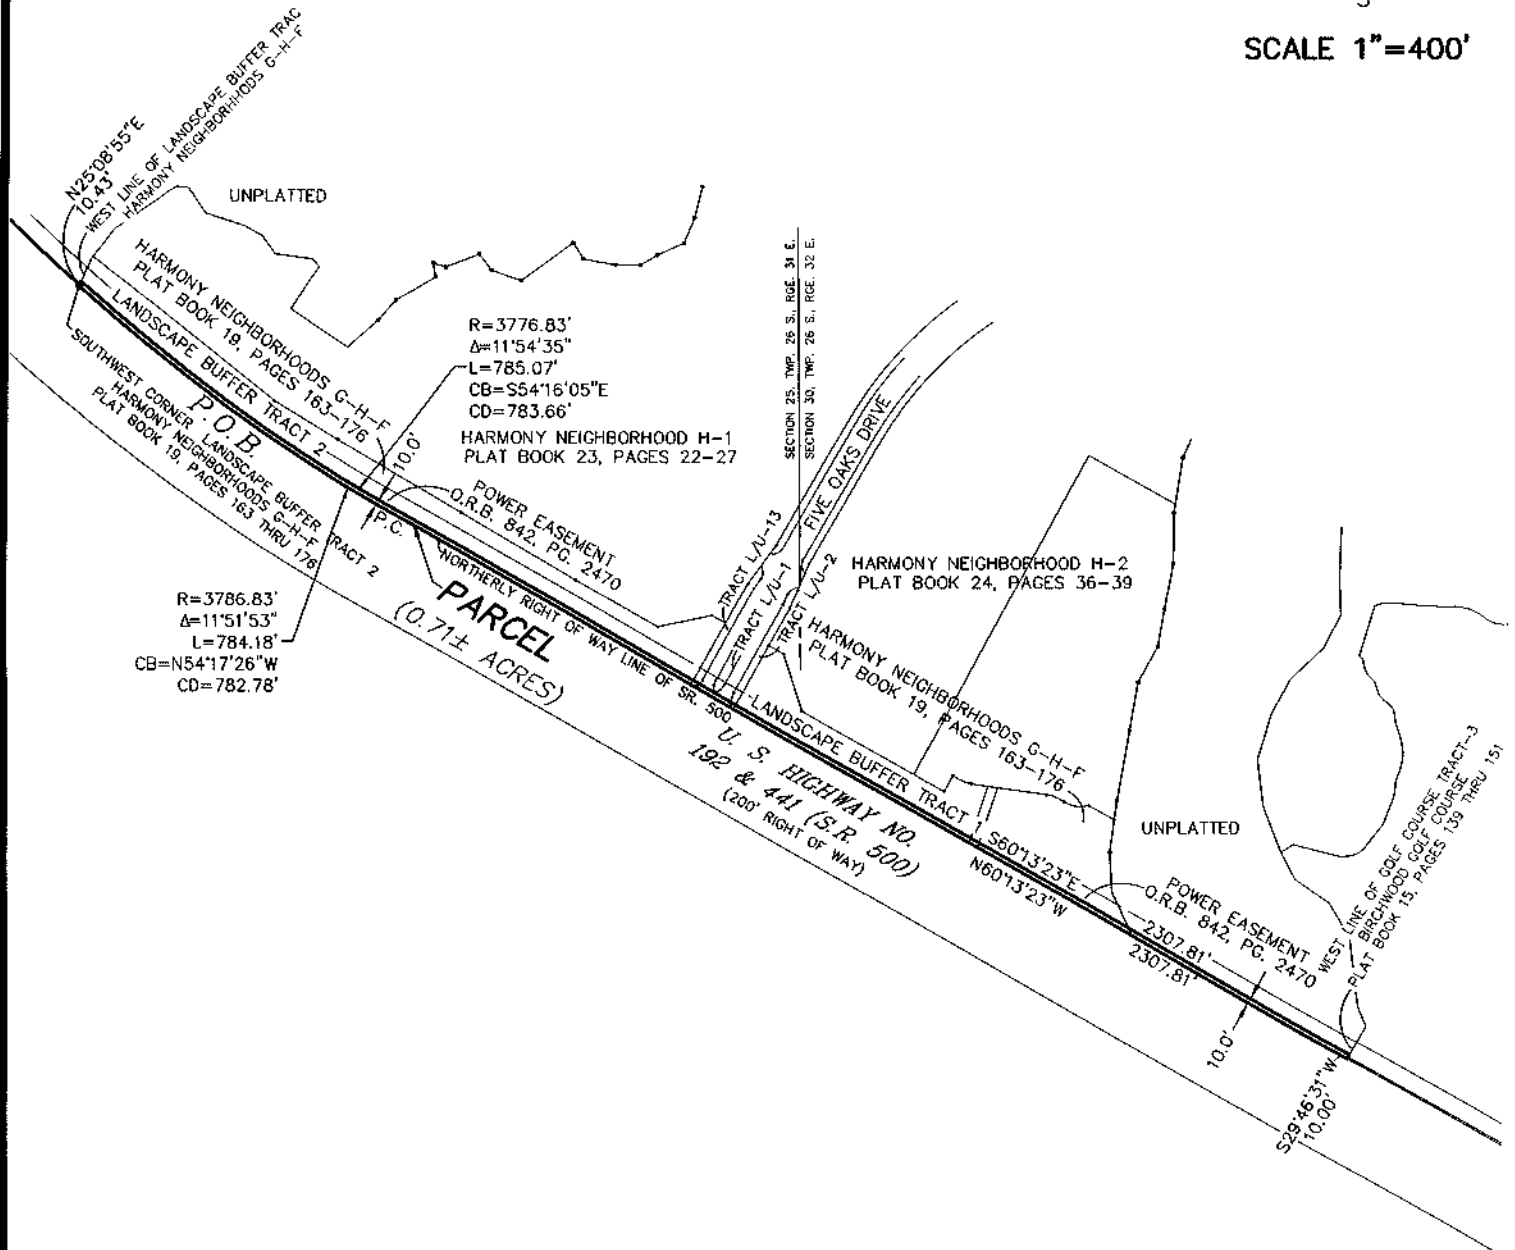 SCALE 1"=400'
N25°08'55"E
10.43'
WEST LINE OF LANDSCAPE BUFFER TRAC
HARMONY NEIGHBORHHODS G-H-F
UNPLATTED
HARMONY NEIGHBORHOODS G-H-F
PLAT BOOK 19, PAGES 163-176
LANDSCAPE BUFFER TRACT 2
P.O.B.
SOUTHWEST CORNER LANDSCAPE BUFFER TRACT 2
HARMONY NEIGHBORHOODS G-H-F
PLAT BOOK 19, PAGES 163 THRU 176
R=3776.83'
Δ=11°54'35"
L=785.07'
CB=S54°16'05"E
CD=783.66'
HARMONY NEIGHBORHOOD H-1
PLAT BOOK 23, PAGES 22-27
10.0'
P.C.
POWER EASEMENT
O.R.B. 842, PG. 2470
R=3786.83'
Δ=11°51'53"
L=784.18'
CB=N54°17'26"W
CD=782.78'
NORTHERLY RIGHT OF WAY LINE OF SR. 500
PARCEL
(0.71± ACRES)
SECTION 25, TWP. 26 S., RGE. 31 E.
SECTION 30, TWP. 26 S., RGE. 32 E.
FIVE OAKS DRIVE
TRACT L/U-13
TRACT L/U-1
TRACT L/U-2
HARMONY NEIGHBORHOOD H-2
PLAT BOOK 24, PAGES 36-39
HARMONY NEIGHBORHOODS G-H-F
PLAT BOOK 19, PAGES 163-176
LANDSCAPE BUFFER TRACT 1
U. S. HIGHWAY NO.
192 & 441 (S.R. 500)
(200' RIGHT OF WAY)
S60°13'23"E
N60°13'23"W
2307.81'
2307.81'
UNPLATTED
POWER EASEMENT
O.R.B. 842, PG. 2470
WEST LINE OF GOLF COURSE TRACT-3
BIRCHWOOD GOLF COURSE
PLAT BOOK 15, PAGES 139 THRU 151
10.0'
S29°46'31"W
10.00'